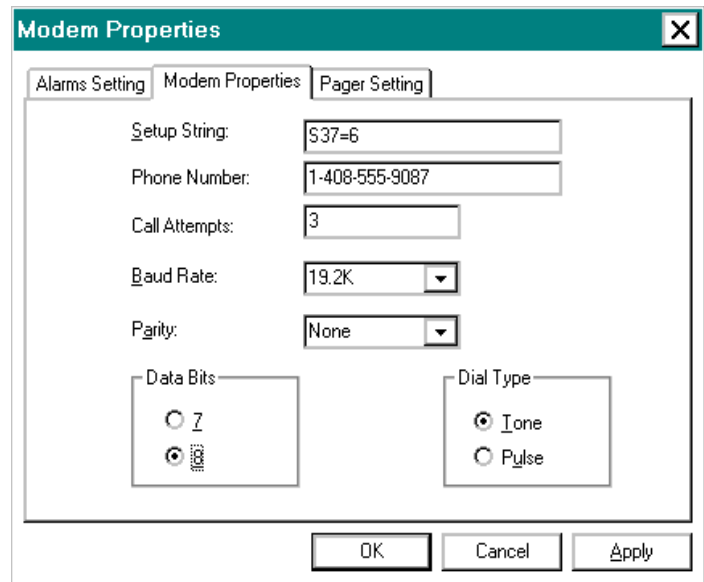 Modem Properties
Alarms Setting Modem Properties Pager Setting
Setup String: S37=6
Phone Number: 1-408-555-9087
Call Attempts: 3
Baud Rate: 19.2K
Parity: None
Data Bits Dial Type
7 Tone
8 Pulse
OK Cancel Apply